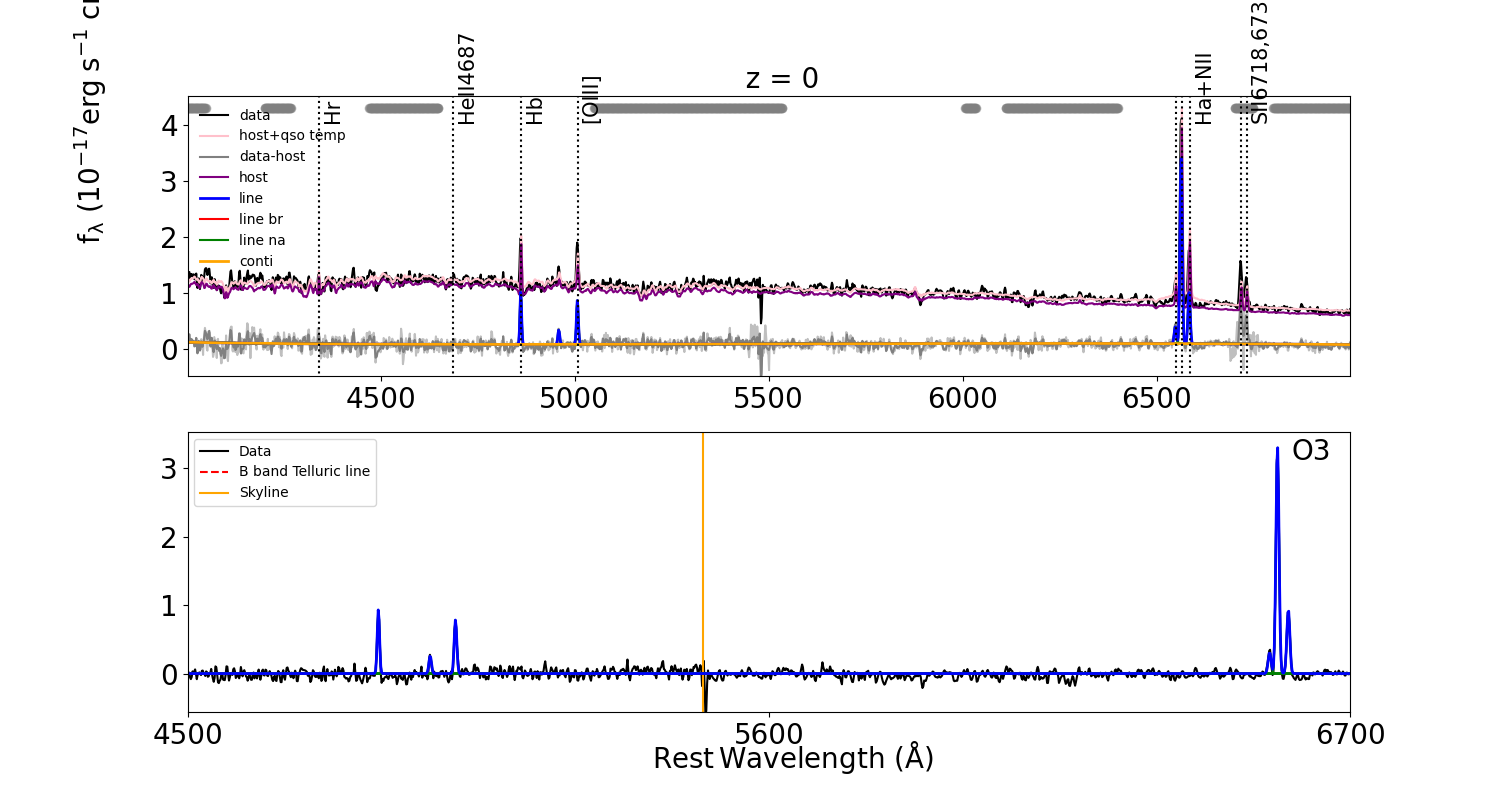 z = 0
f_λ (10^−17 erg s^−1
Hr
HeII4687
Hb
[OIII]
Ha+NII
SII6718,673
data
host+qso temp
data-host
host
line
line br
line na
conti
4
3
2
1
0
4500 5000 5500 6000 6500
Data
B band Telluric line
Skyline
O3
3
2
1
0
4500 5600 6700
Rest Wavelength (Å)